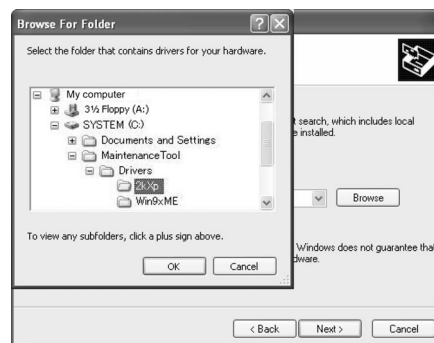 Browse For Folder
Select the folder that contains drivers for your hardware.
My computer
3½ Floppy (A:)
SYSTEM (C:)
Documents and Settings
MaintenanceTool
Drivers
2kXp
Win9xME
To view any subfolders, click a plus sign above.
OK Cancel
t search, which includes local
e installed.
Browse
Windows does not guarantee tha
dware.
< Back Next > Cancel